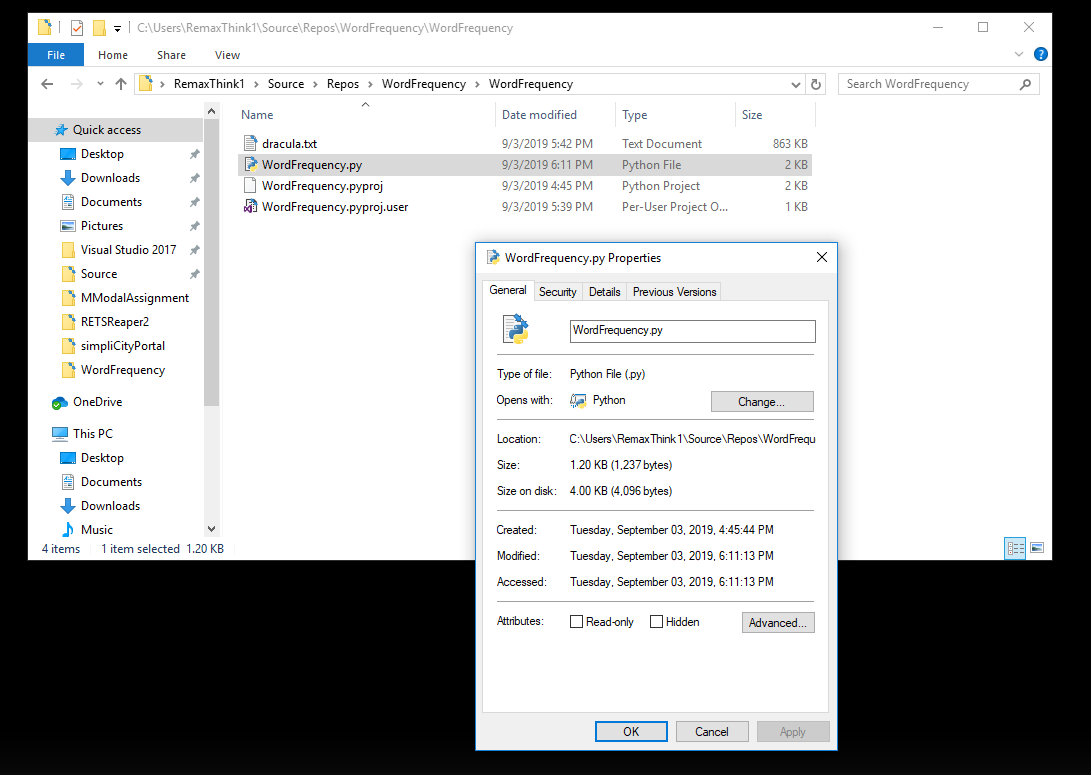 C:\Users\RemaxThink1\Source\Repos\WordFrequency\WordFrequency
File Home Share View
RemaxThink1 Source Repos WordFrequency WordFrequency
Search WordFrequency
Name Date modified Type Size
Quick access
Desktop
Downloads
Documents
Pictures
Visual Studio 2017
Source
MModalAssignment
RETSReaper2
simpliCityPortal
WordFrequency
OneDrive
This PC
Desktop
Documents
Downloads
Music
dracula.txt 9/3/2019 5:42 PM Text Document 863 KB
WordFrequency.py 9/3/2019 6:11 PM Python File 2 KB
WordFrequency.pyproj 9/3/2019 4:45 PM Python Project 2 KB
WordFrequency.pyproj.user 9/3/2019 5:39 PM Per-User Project O... 1 KB
4 items 1 item selected 1.20 KB
WordFrequency.py Properties
General Security Details Previous Versions
WordFrequency.py
Type of file: Python File (.py)
Opens with: Python Change...
Location: C:\Users\RemaxThink1\Source\Repos\WordFrequ
Size: 1.20 KB (1,237 bytes)
Size on disk: 4.00 KB (4,096 bytes)
Created: Tuesday, September 03, 2019, 4:45:44 PM
Modified: Tuesday, September 03, 2019, 6:11:13 PM
Accessed: Tuesday, September 03, 2019, 6:11:13 PM
Attributes: Read-only Hidden Advanced...
OK Cancel Apply